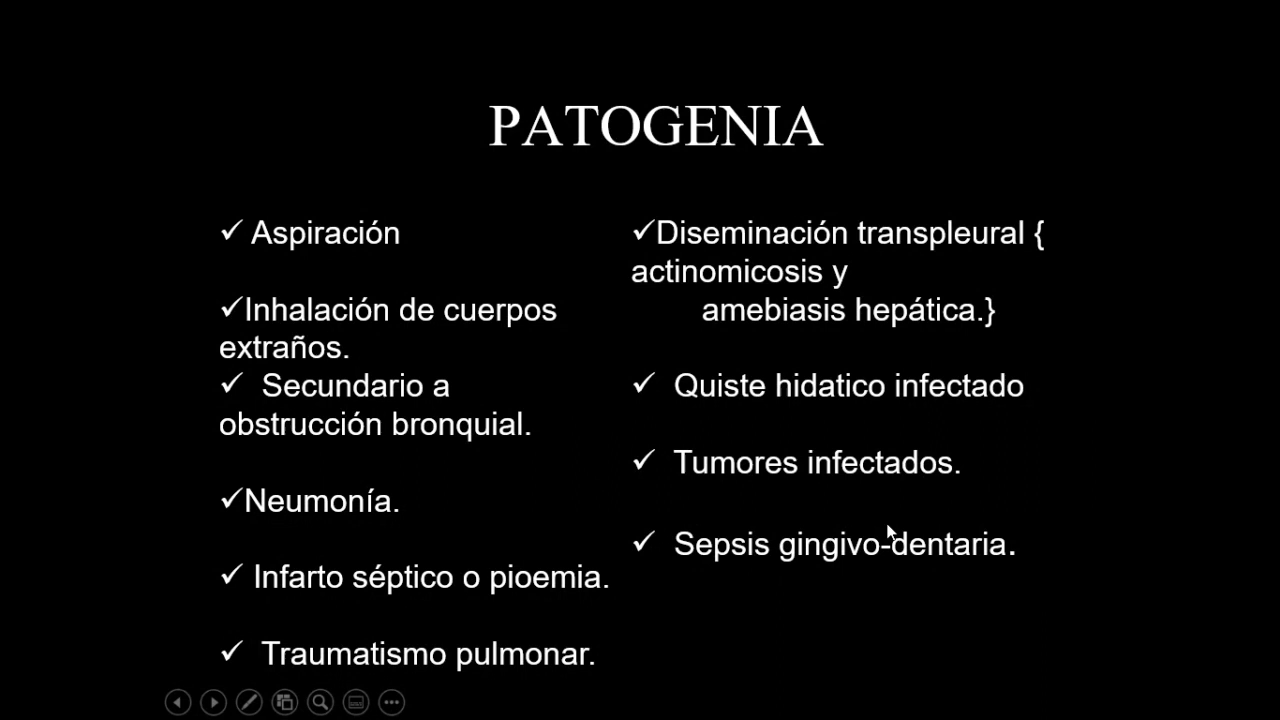 PATOGENIA
✓ Aspiración
✓Inhalación de cuerpos
extraños.
✓ Secundario a
obstrucción bronquial.
✓Neumonía.
✓ Infarto séptico o pioemia.
✓ Traumatismo pulmonar.
✓Diseminación transpleural {
actinomicosis y
amebiasis hepática.}
✓ Quiste hidatico infectado
✓ Tumores infectados.
✓ Sepsis gingivo-dentaria.